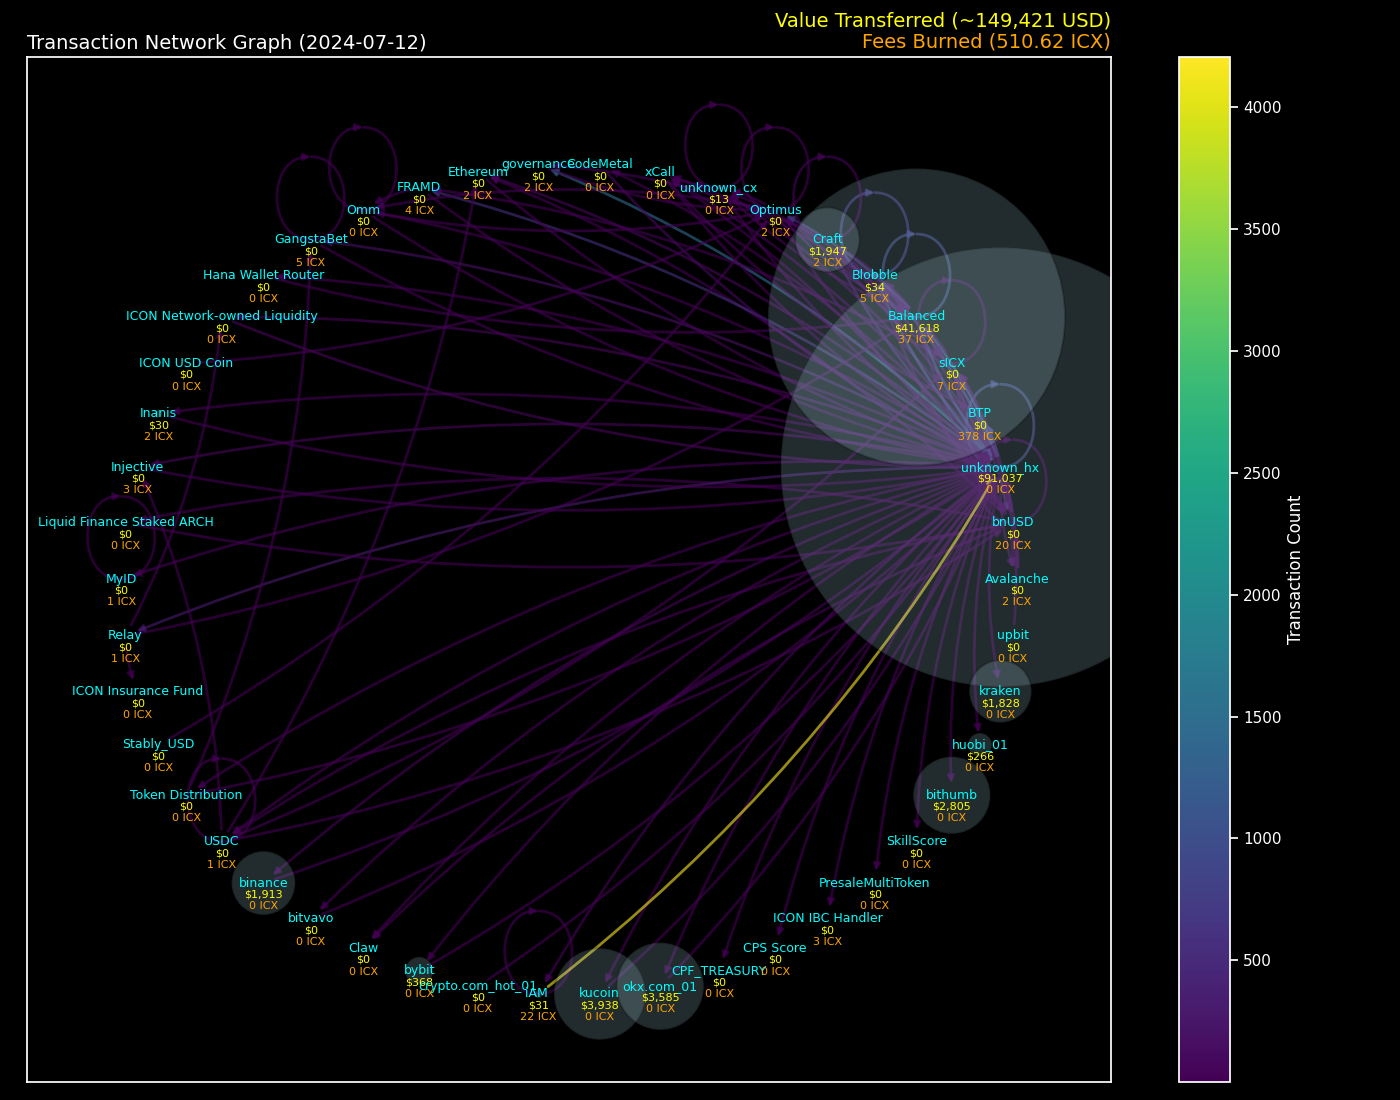 Value Transferred (~149,421 USD)
Transaction Network Graph (2024-07-12)
Fees Burned (510.62 ICX)
governance
$0
2 ICX
CodeMetal
$0
0 ICX
Ethereum
$0
2 ICX
xCall
$0
0 ICX
FRAMD
$0
4 ICX
unknown_cx
$13
0 ICX
Omm
$0
0 ICX
Optimus
$0
2 ICX
GangstaBet
$0
5 ICX
Craft
$1,947
2 ICX
Hana Wallet Router
$0
0 ICX
Blobble
$34
5 ICX
ICON Network-owned Liquidity
$0
0 ICX
Balanced
$41,618
37 ICX
ICON USD Coin
$0
0 ICX
sICX
$0
7 ICX
Inanis
$30
2 ICX
BTP
$0
378 ICX
Injective
$0
3 ICX
unknown_hx
$91,037
0 ICX
Liquid Finance Staked ARCH
$0
0 ICX
bnUSD
$0
20 ICX
MyID
$0
1 ICX
Avalanche
$0
2 ICX
Relay
$0
1 ICX
upbit
$0
0 ICX
ICON Insurance Fund
$0
0 ICX
kraken
$1,828
0 ICX
Stably_USD
$0
0 ICX
huobi_01
$266
0 ICX
Token Distribution
$0
0 ICX
bithumb
$2,805
0 ICX
USDC
$0
1 ICX
SkillScore
$0
0 ICX
binance
$1,913
0 ICX
PresaleMultiToken
$0
0 ICX
bitvavo
$0
0 ICX
ICON IBC Handler
$0
3 ICX
Claw
$0
0 ICX
CPS Score
$0
0 ICX
bybit
$368
0 ICX
CPF_TREASURY
$0
0 ICX
crypto.com_hot_01
$0
0 ICX
IAM
$31
22 ICX
kucoin
$3,938
0 ICX
okx.com_01
$3,585
0 ICX
4000
3500
3000
2500
2000
1500
1000
500
Transaction Count